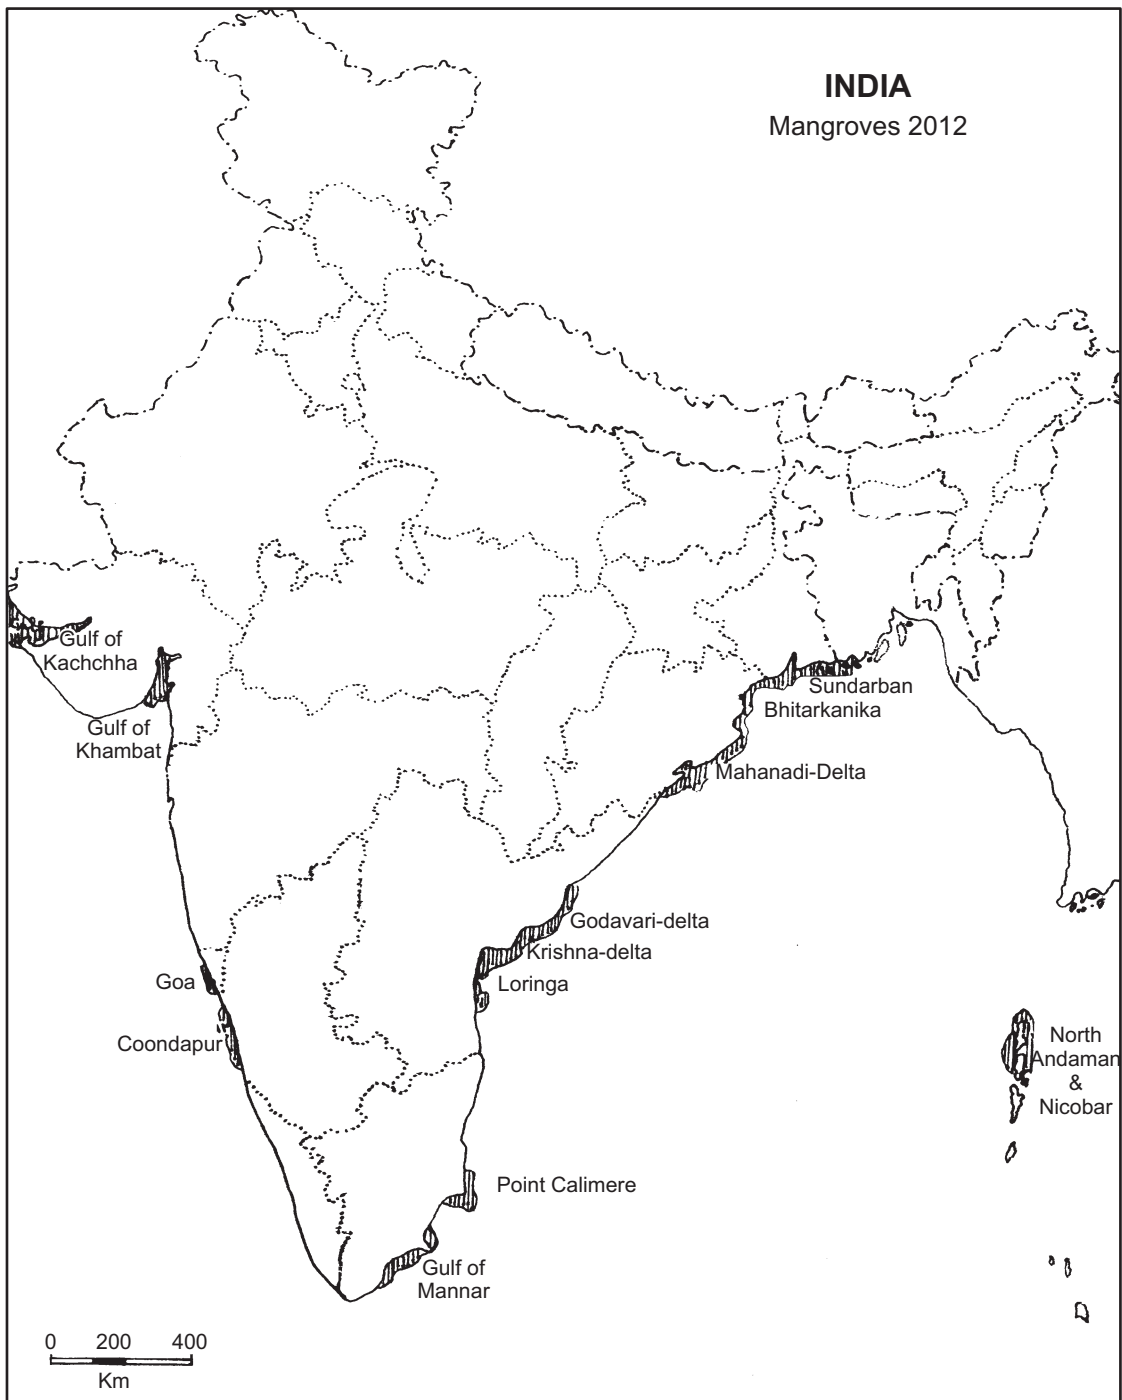 INDIA
Mangroves 2012
Gulf of
Kachchha
Gulf of
Khambat
Sundarban
Bhitarkanika
Mahanadi-Delta
Godavari-delta
Krishna-delta
Loringa
Goa
Coondapur
North
Andaman
&
Nicobar
Point Calimere
Gulf of
Mannar
0 200 400
Km